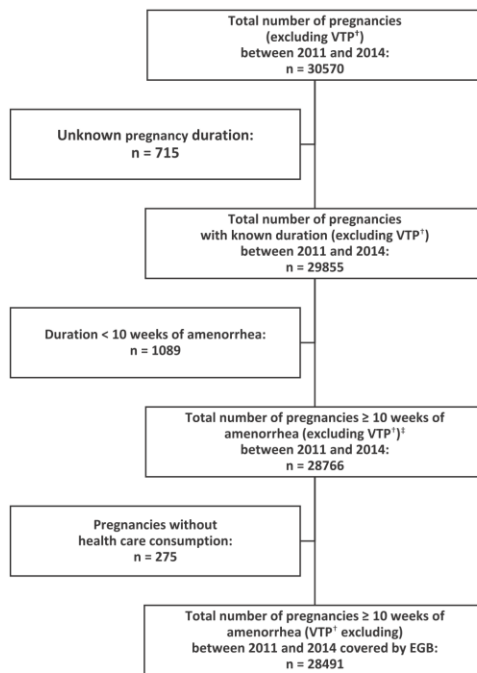 Total number of pregnancies
(excluding VTP†)
between 2011 and 2014:
n = 30570
Unknown pregnancy duration:
n = 715
Total number of pregnancies
with known duration (excluding VTP†)
between 2011 and 2014:
n = 29855
Duration < 10 weeks of amenorrhea:
n = 1089
Total number of pregnancies ≥ 10 weeks of
amenorrhea (excluding VTP†)‡
between 2011 and 2014:
n = 28766
Pregnancies without
health care consumption:
n = 275
Total number of pregnancies ≥ 10 weeks of
amenorrhea (VTP† excluding)
between 2011 and 2014 covered by EGB:
n = 28491